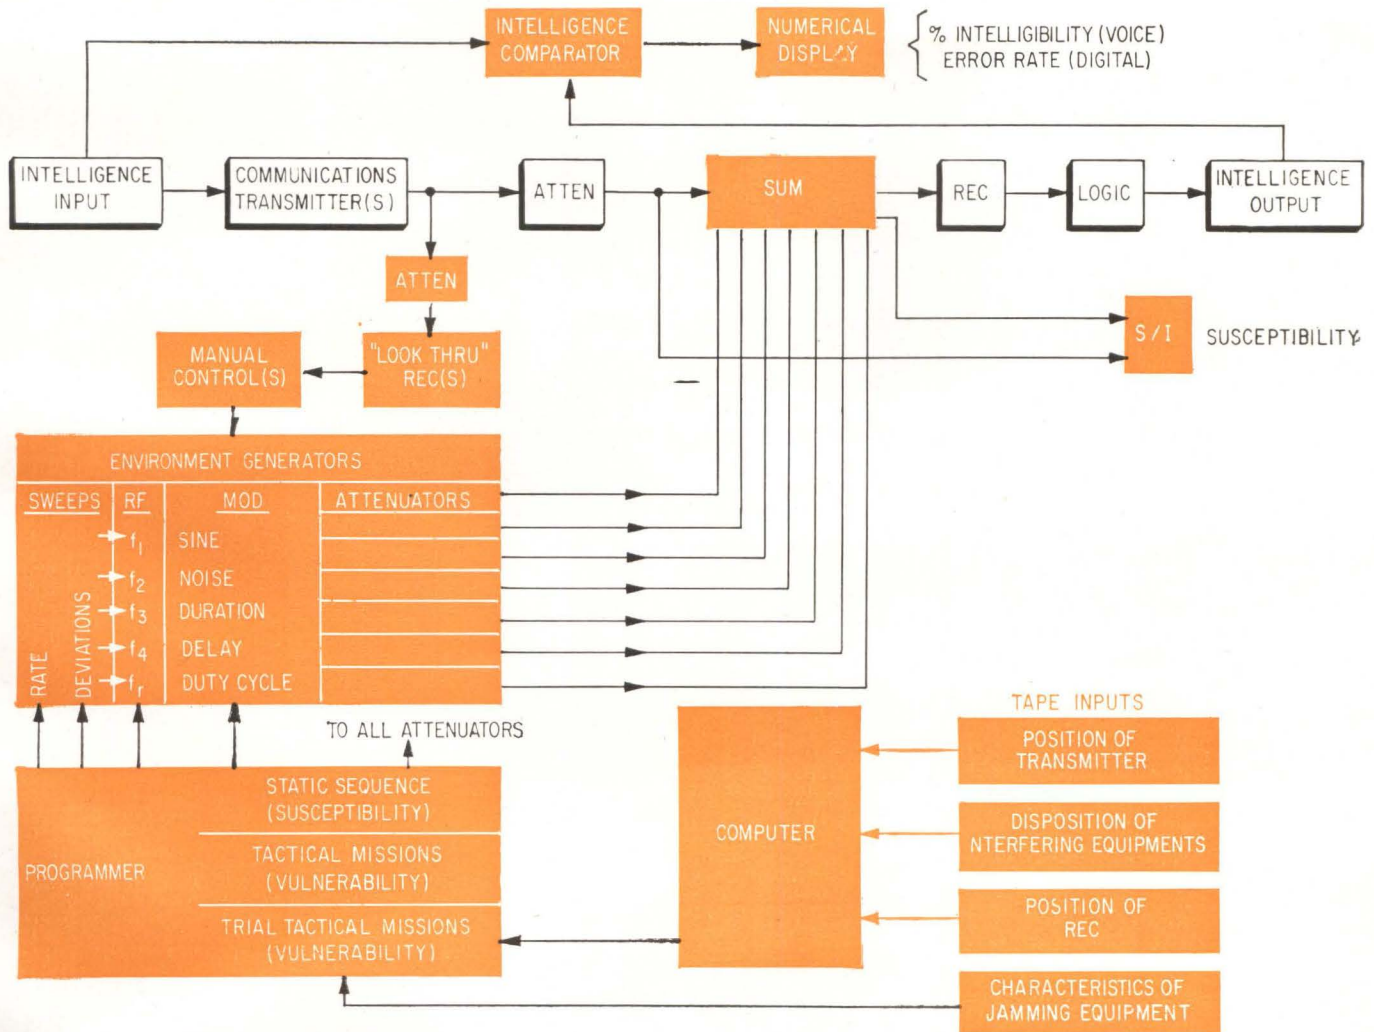 INTELLIGENCE
COMPARATOR
NUMERICAL
DISPLAY
% INTELLIGIBILITY (VOICE)
ERROR RATE (DIGITAL)
INTELLIGENCE
INPUT
COMMUNICATIONS
TRANSMITTER(S)
ATTEN
SUM
REC
LOGIC
INTELLIGENCE
OUTPUT
ATTEN
S/I
SUSCEPTIBILITY
MANUAL
CONTROL(S)
"LOOK THRU"
REC(S)
ENVIRONMENT GENERATORS
SWEEPS
RF
MOD
ATTENUATORS
f1
SINE
f2
NOISE
f3
DURATION
f4
DELAY
fr
DUTY CYCLE
RATE
DEVIATIONS
TO ALL ATTENUATORS
PROGRAMMER
STATIC SEQUENCE
(SUSCEPTIBILITY)
TACTICAL MISSIONS
(VULNERABILITY)
TRIAL TACTICAL MISSIONS
(VULNERABILITY)
COMPUTER
TAPE INPUTS
POSITION OF
TRANSMITTER
DISPOSITION OF
NTERFERING EQUIPMENTS
POSITION OF
REC
CHARACTERISTICS OF
JAMMING EQUIPMENT